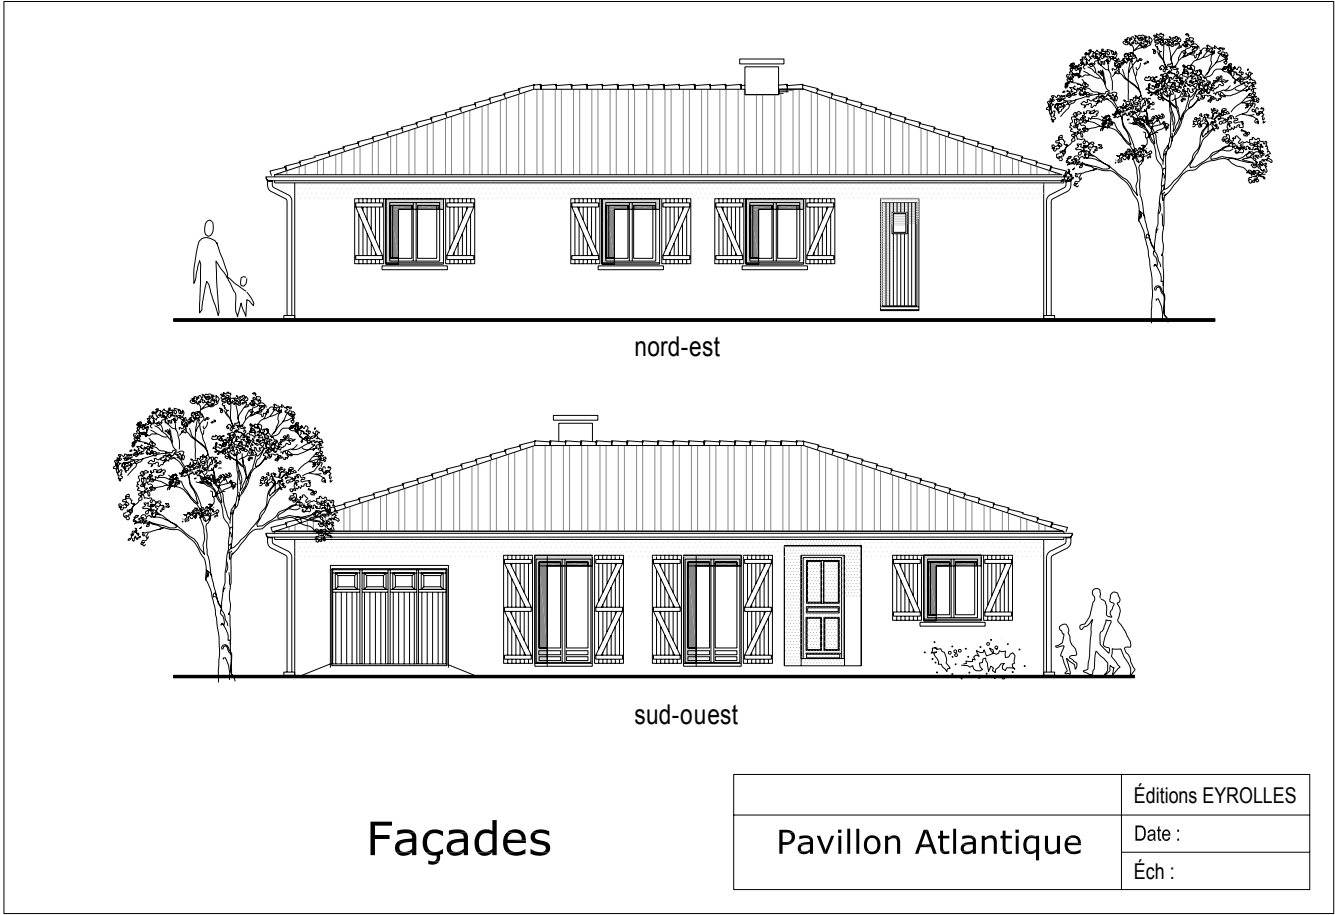 nord-est
sud-ouest
Façades
Pavillon Atlantique
Éditions EYROLLES
Date :
Éch :